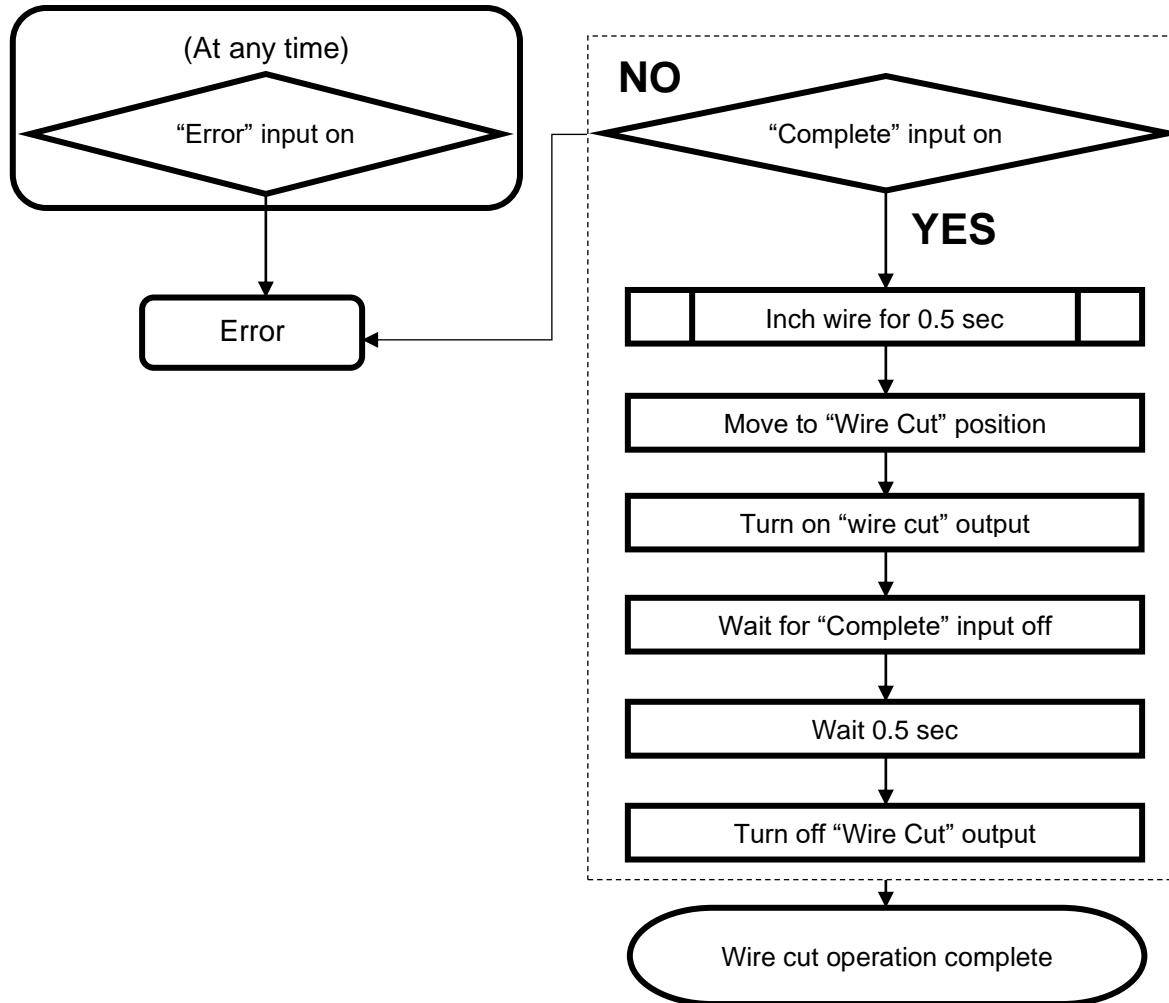 (At any time)
“Error” input on
Error
NO
“Complete” input on
YES
Inch wire for 0.5 sec
Move to “Wire Cut” position
Turn on “wire cut” output
Wait for “Complete” input off
Wait 0.5 sec
Turn off “Wire Cut” output
Wire cut operation complete